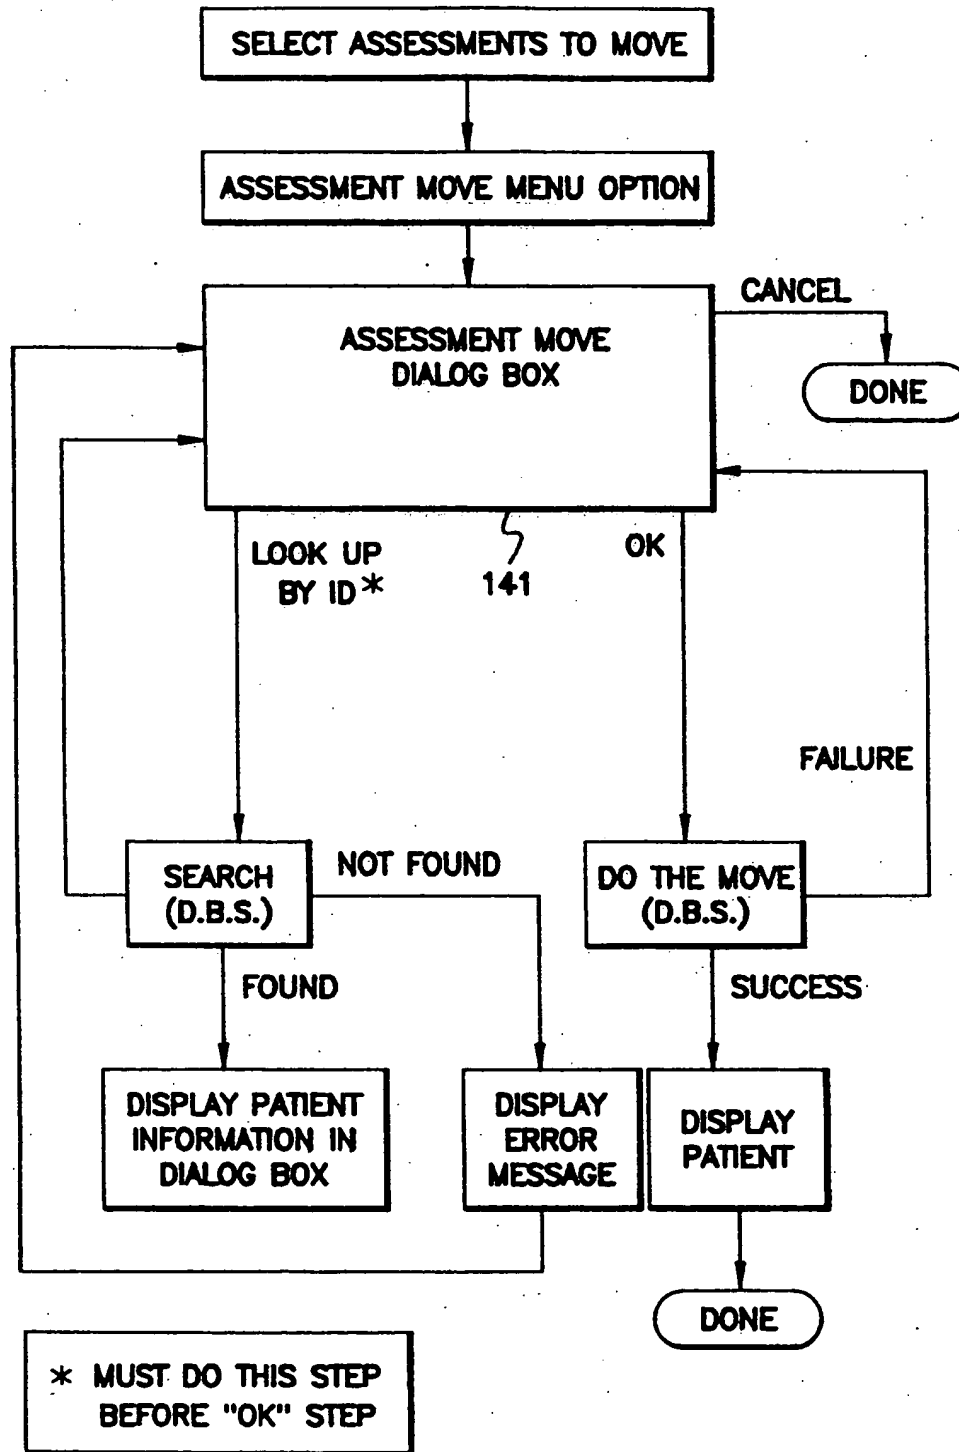 SELECT ASSESSMENTS TO MOVE
ASSESSMENT MOVE MENU OPTION
CANCEL
ASSESSMENT MOVE
DIALOG BOX
DONE
LOOK UP
BY ID *
141
OK
FAILURE
SEARCH
(D.B.S.)
NOT FOUND
DO THE MOVE
(D.B.S.)
FOUND
SUCCESS
DISPLAY PATIENT
INFORMATION IN
DIALOG BOX
DISPLAY
ERROR
MESSAGE
DISPLAY
PATIENT
DONE
* MUST DO THIS STEP
BEFORE "OK" STEP